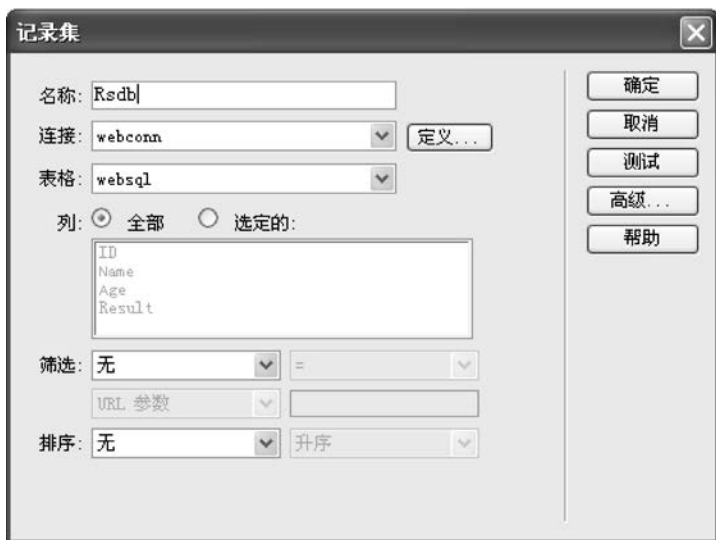 记录集
名称: Rsdb
连接: webconn 定义...
表格: websql
列: 全部 选定的:
ID
Name
Age
Result
筛选: 无 =
URL 参数
排序: 无 升序
确定
取消
测试
高级...
帮助